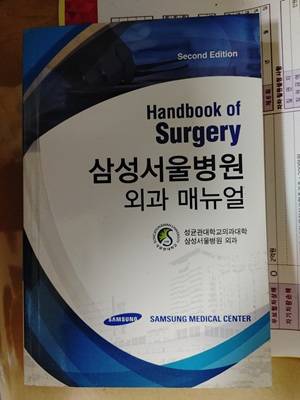 Second Edition
Handbook of
Surgery
삼성서울병원
외과 매뉴얼
성균관대학교의과대학
삼성서울병원 외과
SAMSUNG
SAMSUNG MEDICAL CENTER